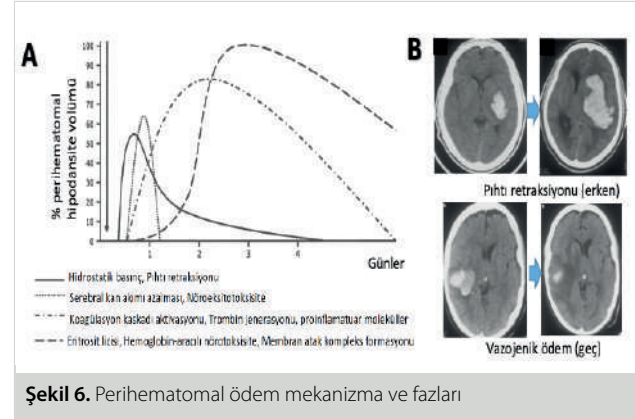 A
B
% perihematomal
hipodansite volümü
100
90
80
70
60
50
40
30
20
10
0
1
2
3
4
Günler
Hidrostatik basınç, Pıhtı retraksiyonu
Serebral kan akımı azalması, Nöroeksitotoksisite
Koagülasyon kaskadı aktivasyonu, Trombin jenerasyonu, proinflamatuar moleküller
Eritrosit licisi, Hemoglobin-aracılı nörotoksisite, Membran atak kompleks formasyonu
Pıhtı retraksiyonu (erken)
Vazojenik ödem (geç)
Şekil 6. Perihematomal ödem mekanizma ve fazları